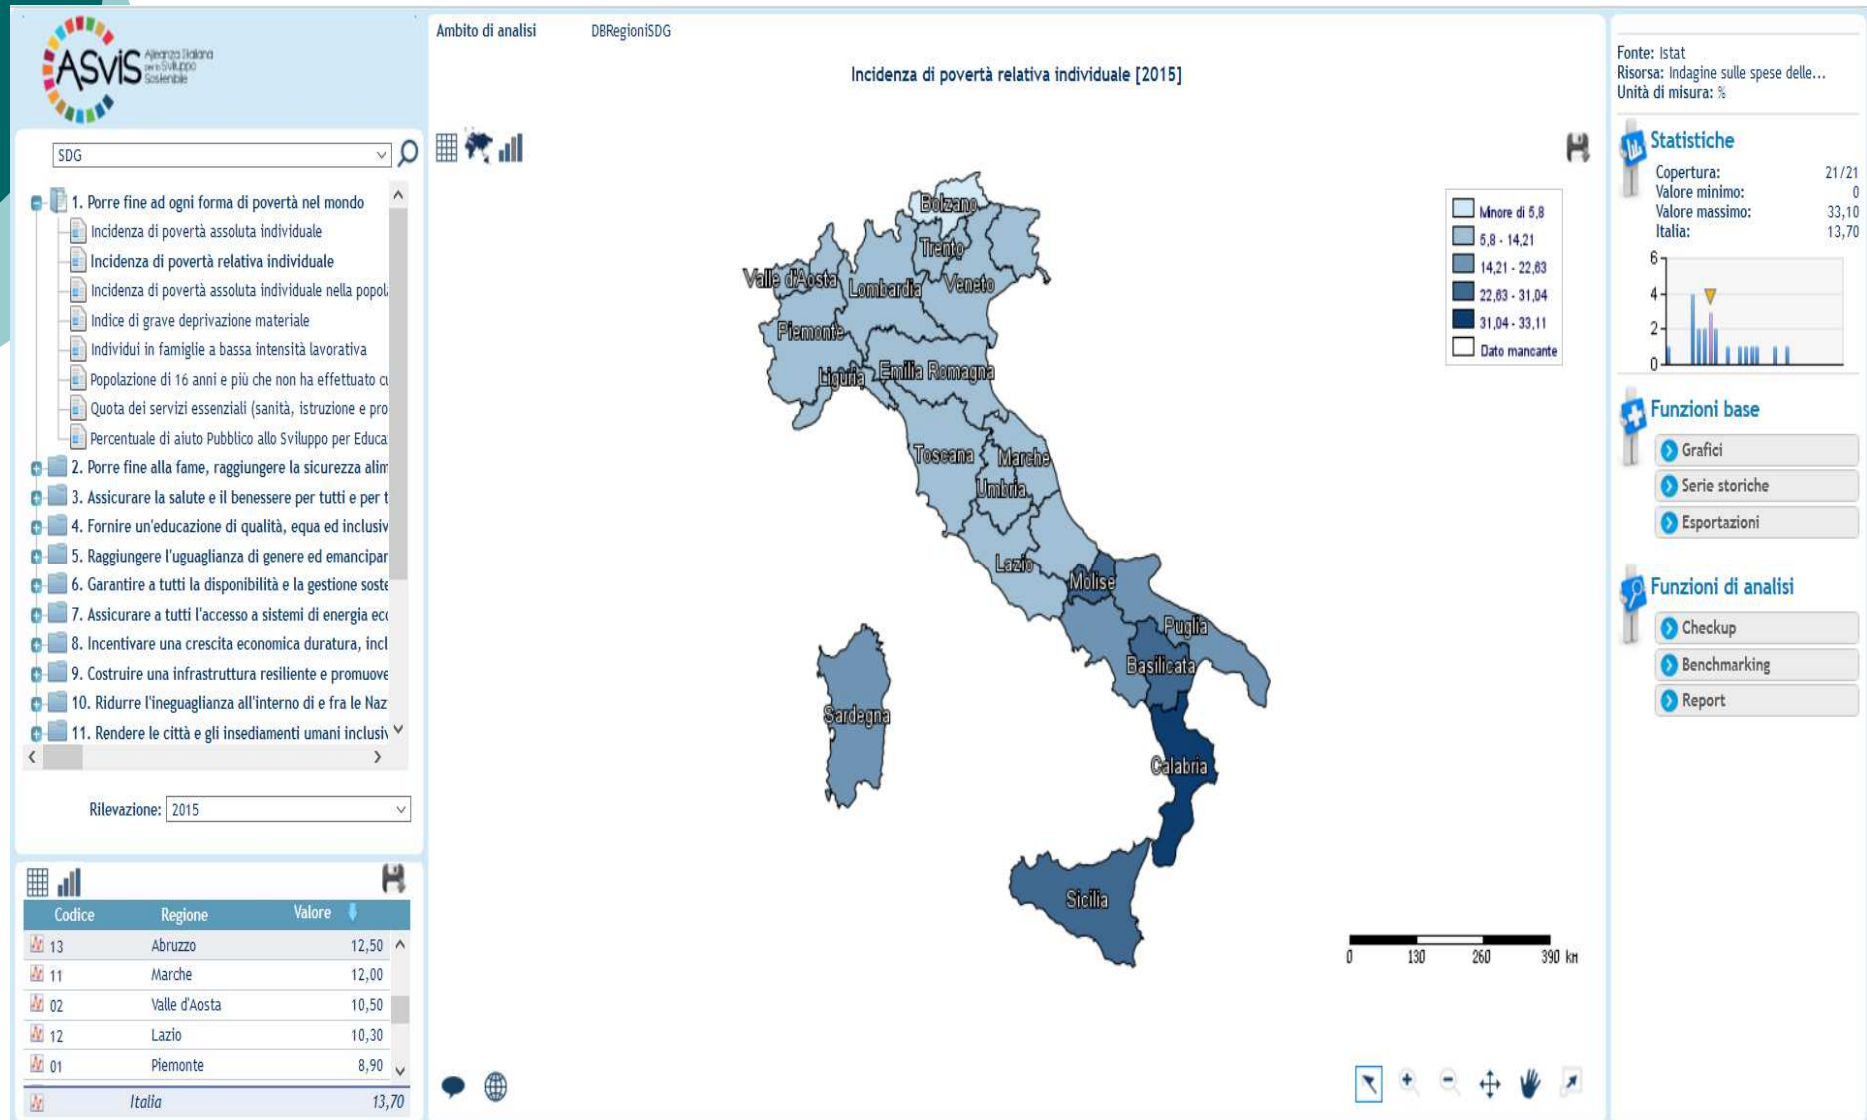 ASviS
Alleanza Italiana
per lo Sviluppo
Sostenibile
SDG
1. Porre fine ad ogni forma di povertà nel mondo
Incidenza di povertà assoluta individuale
Incidenza di povertà relativa individuale
Incidenza di povertà assoluta individuale nella popol
Indice di grave deprivazione materiale
Individui in famiglie a bassa intensità lavorativa
Popolazione di 16 anni e più che non ha effettuato cu
Quota dei servizi essenziali (sanità, istruzione e pro
Percentuale di aiuto Pubblico allo Sviluppo per Educa
2. Porre fine alla fame, raggiungere la sicurezza alim
3. Assicurare la salute e il benessere per tutti e per t
4. Fornire un'educazione di qualità, equa ed inclusiv
5. Raggiungere l'uguaglianza di genere ed emancipar
6. Garantire a tutti la disponibilità e la gestione soste
7. Assicurare a tutti l'accesso a sistemi di energia eco
8. Incentivare una crescita economica duratura, incl
9. Costruire una infrastruttura resiliente e promuove
10. Ridurre l'ineguaglianza all'interno di e fra le Naz
11. Rendere le città e gli insediamenti umani inclusiv
Rilevazione: 2015
Codice Regione Valore
13 Abruzzo 12,50
11 Marche 12,00
02 Valle d'Aosta 10,50
12 Lazio 10,30
01 Piemonte 8,90
Italia 13,70
Ambito di analisi DBRegioniSDG
Incidenza di povertà relativa individuale [2015]
Bolzano
Trento
Valle d'Aosta
Lombardia
Veneto
Piemonte
Liguria
Emilia Romagna
Toscana
Marche
Umbria
Lazio
Molise
Puglia
Basilicata
Sardegna
Calabria
Sicilia
Minore di 5,8
5,8 - 14,21
14,21 - 22,63
22,63 - 31,04
31,04 - 33,11
Dato mancante
0 130 260 390 km
Fonte: Istat
Risorsa: Indagine sulle spese delle...
Unità di misura: %
Statistiche
Copertura: 21/21
Valore minimo: 0
Valore massimo: 33,10
Italia: 13,70
6
4
2
0
Funzioni base
Grafici
Serie storiche
Esportazioni
Funzioni di analisi
Checkup
Benchmarking
Report